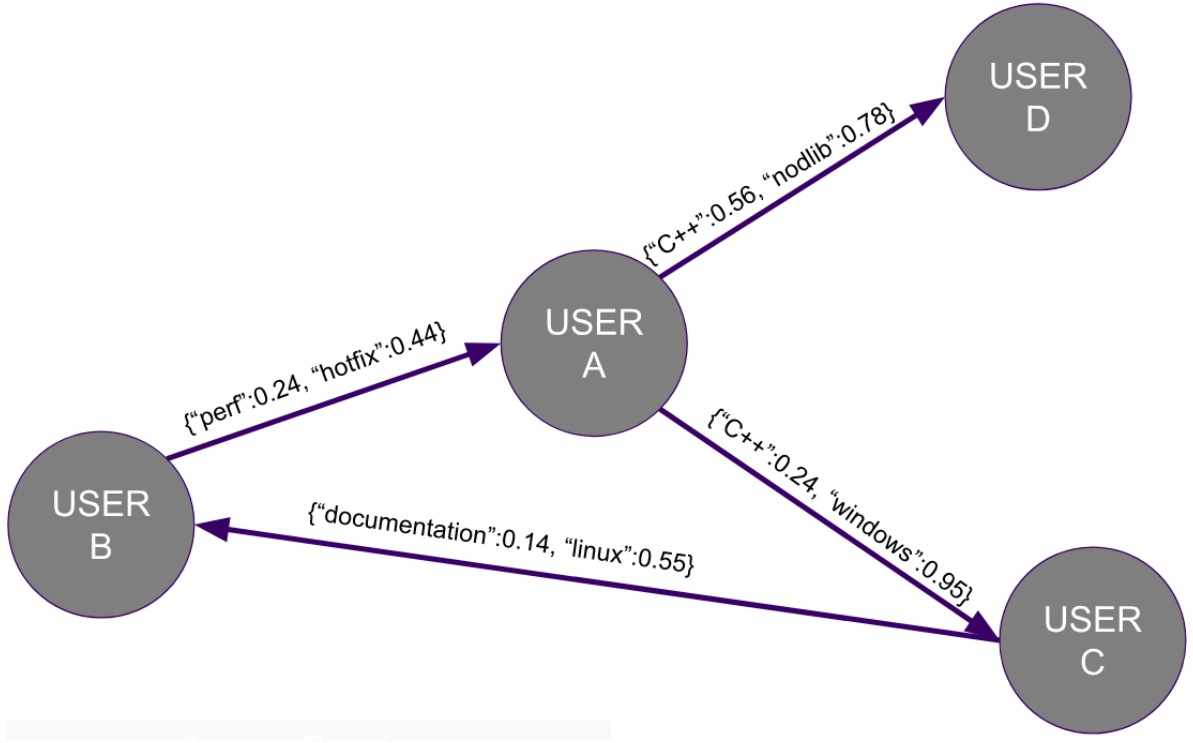 USER
D
{“C++”:0.56, “nodlib”:0.78}
USER
A
{“perf”:0.24, “hotfix”:0.44}
{“C++”:0.24, “windows”:0.95}
USER
B
{“documentation”:0.14, “linux”:0.55}
USER
C